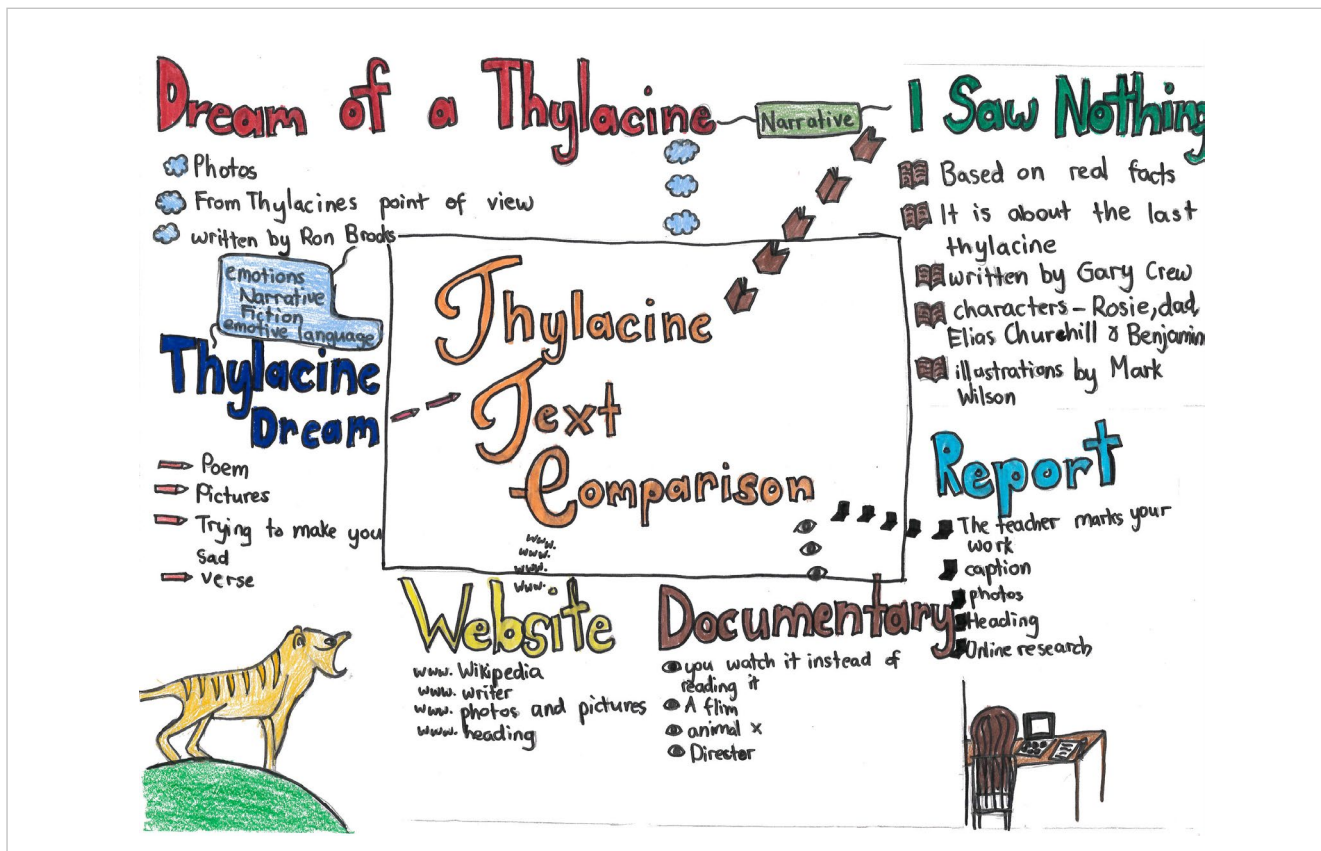 Dream of a Thylacine
Photos
From Thylacines point of view
written by Ron Brooks
Narrative
I Saw Nothing
Based on real facts
It is about the last
thylacine
written by Gary Crew
characters - Rosie, dad,
Elias Churchill & Benjamin
illustrations by Mark
Wilson
emotions
Narrative
Fiction
emotive language
Thylacine
Dream
Poem
Pictures
Trying to make you
sad
verse
Thylacine
Text
Comparison
www.
www.
www.
www.
Website
www. Wikipedia
www. writer
www. photos and pictures
www. heading
Documentary
you watch it instead of
reading it
A flim
animal x
Director
Report
The teacher marks your
work
caption
photos
Heading
Online research